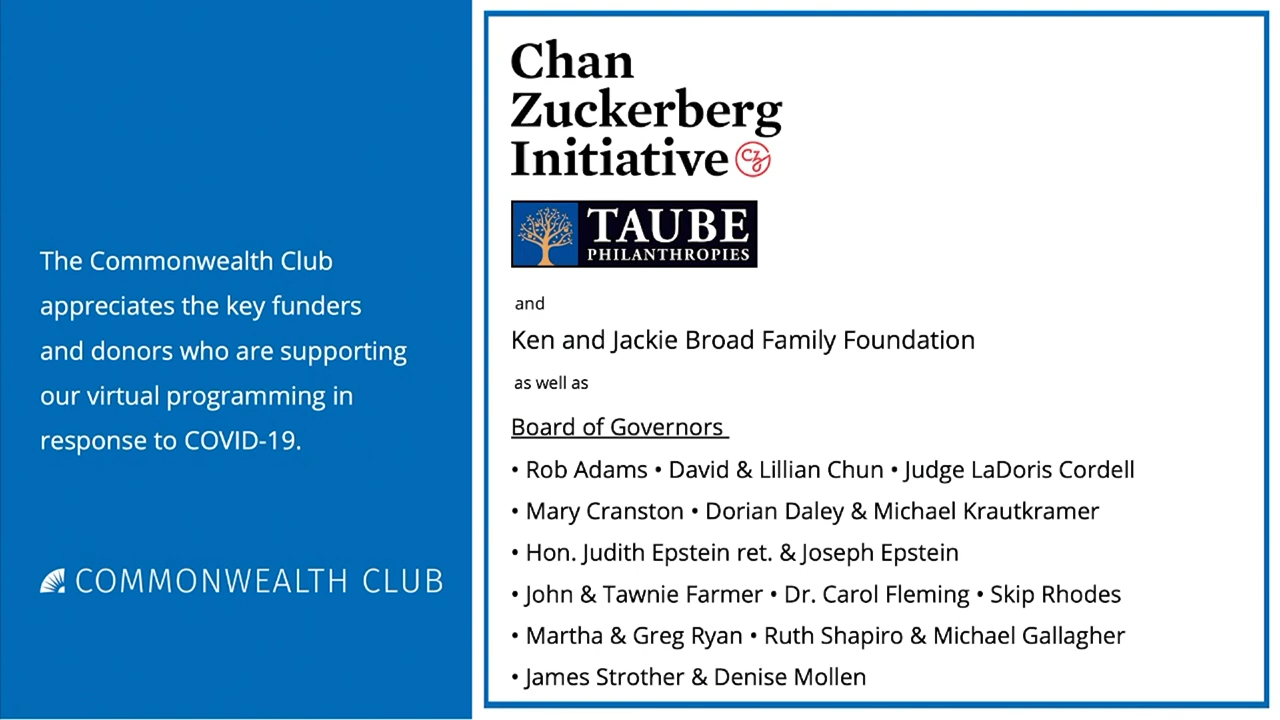 The Commonwealth Club
appreciates the key funders
and donors who are supporting
our virtual programming in
response to COVID-19.
COMMONWEALTH CLUB
Chan
Zuckerberg
Initiative
CZI
TAUBE
PHILANTHROPIES
and
Ken and Jackie Broad Family Foundation
as well as
Board of Governors
• Rob Adams • David & Lillian Chun • Judge LaDoris Cordell
• Mary Cranston • Dorian Daley & Michael Krautkramer
• Hon. Judith Epstein ret. & Joseph Epstein
• John & Tawnie Farmer • Dr. Carol Fleming • Skip Rhodes
• Martha & Greg Ryan • Ruth Shapiro & Michael Gallagher
• James Strother & Denise Mollen